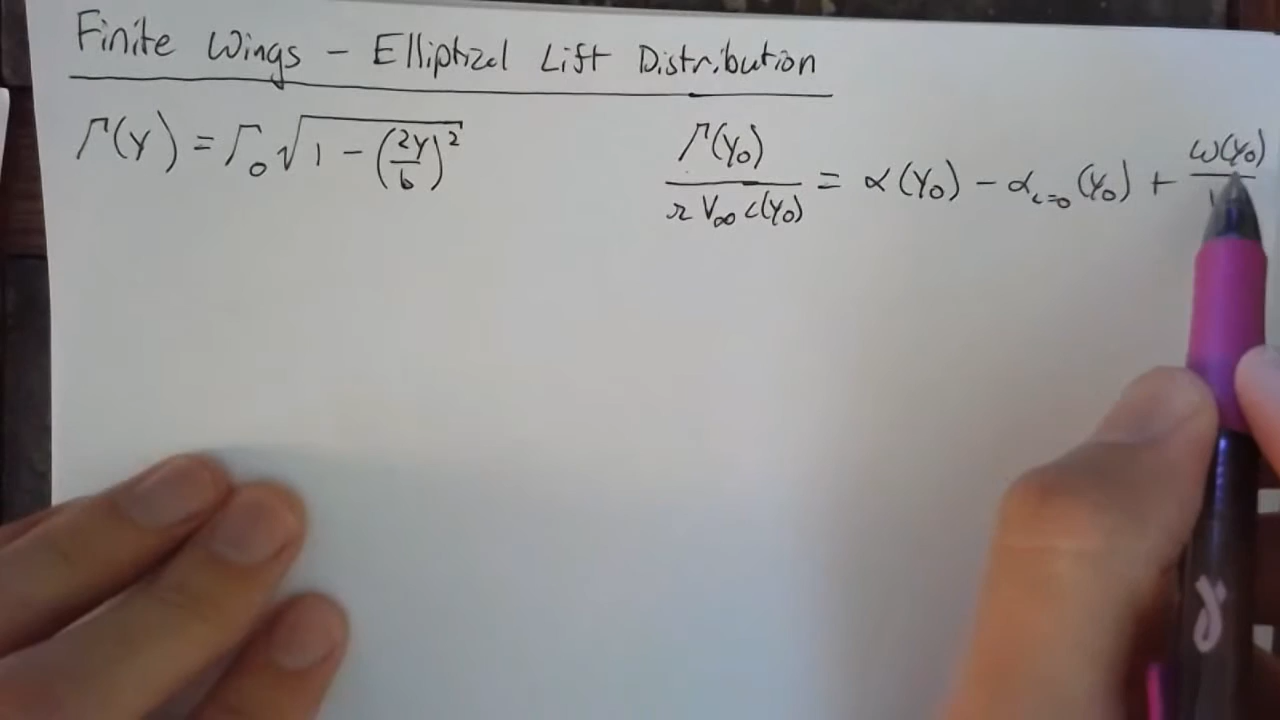 Finite Wings - Elliptical Lift Distribution
Γ(y) = Γ₀ √(1 - (2y/b)²)
Γ(y₀) / π V∞ c(y₀) = α(y₀) - α_L=0 (y₀) + w(y₀)
γ